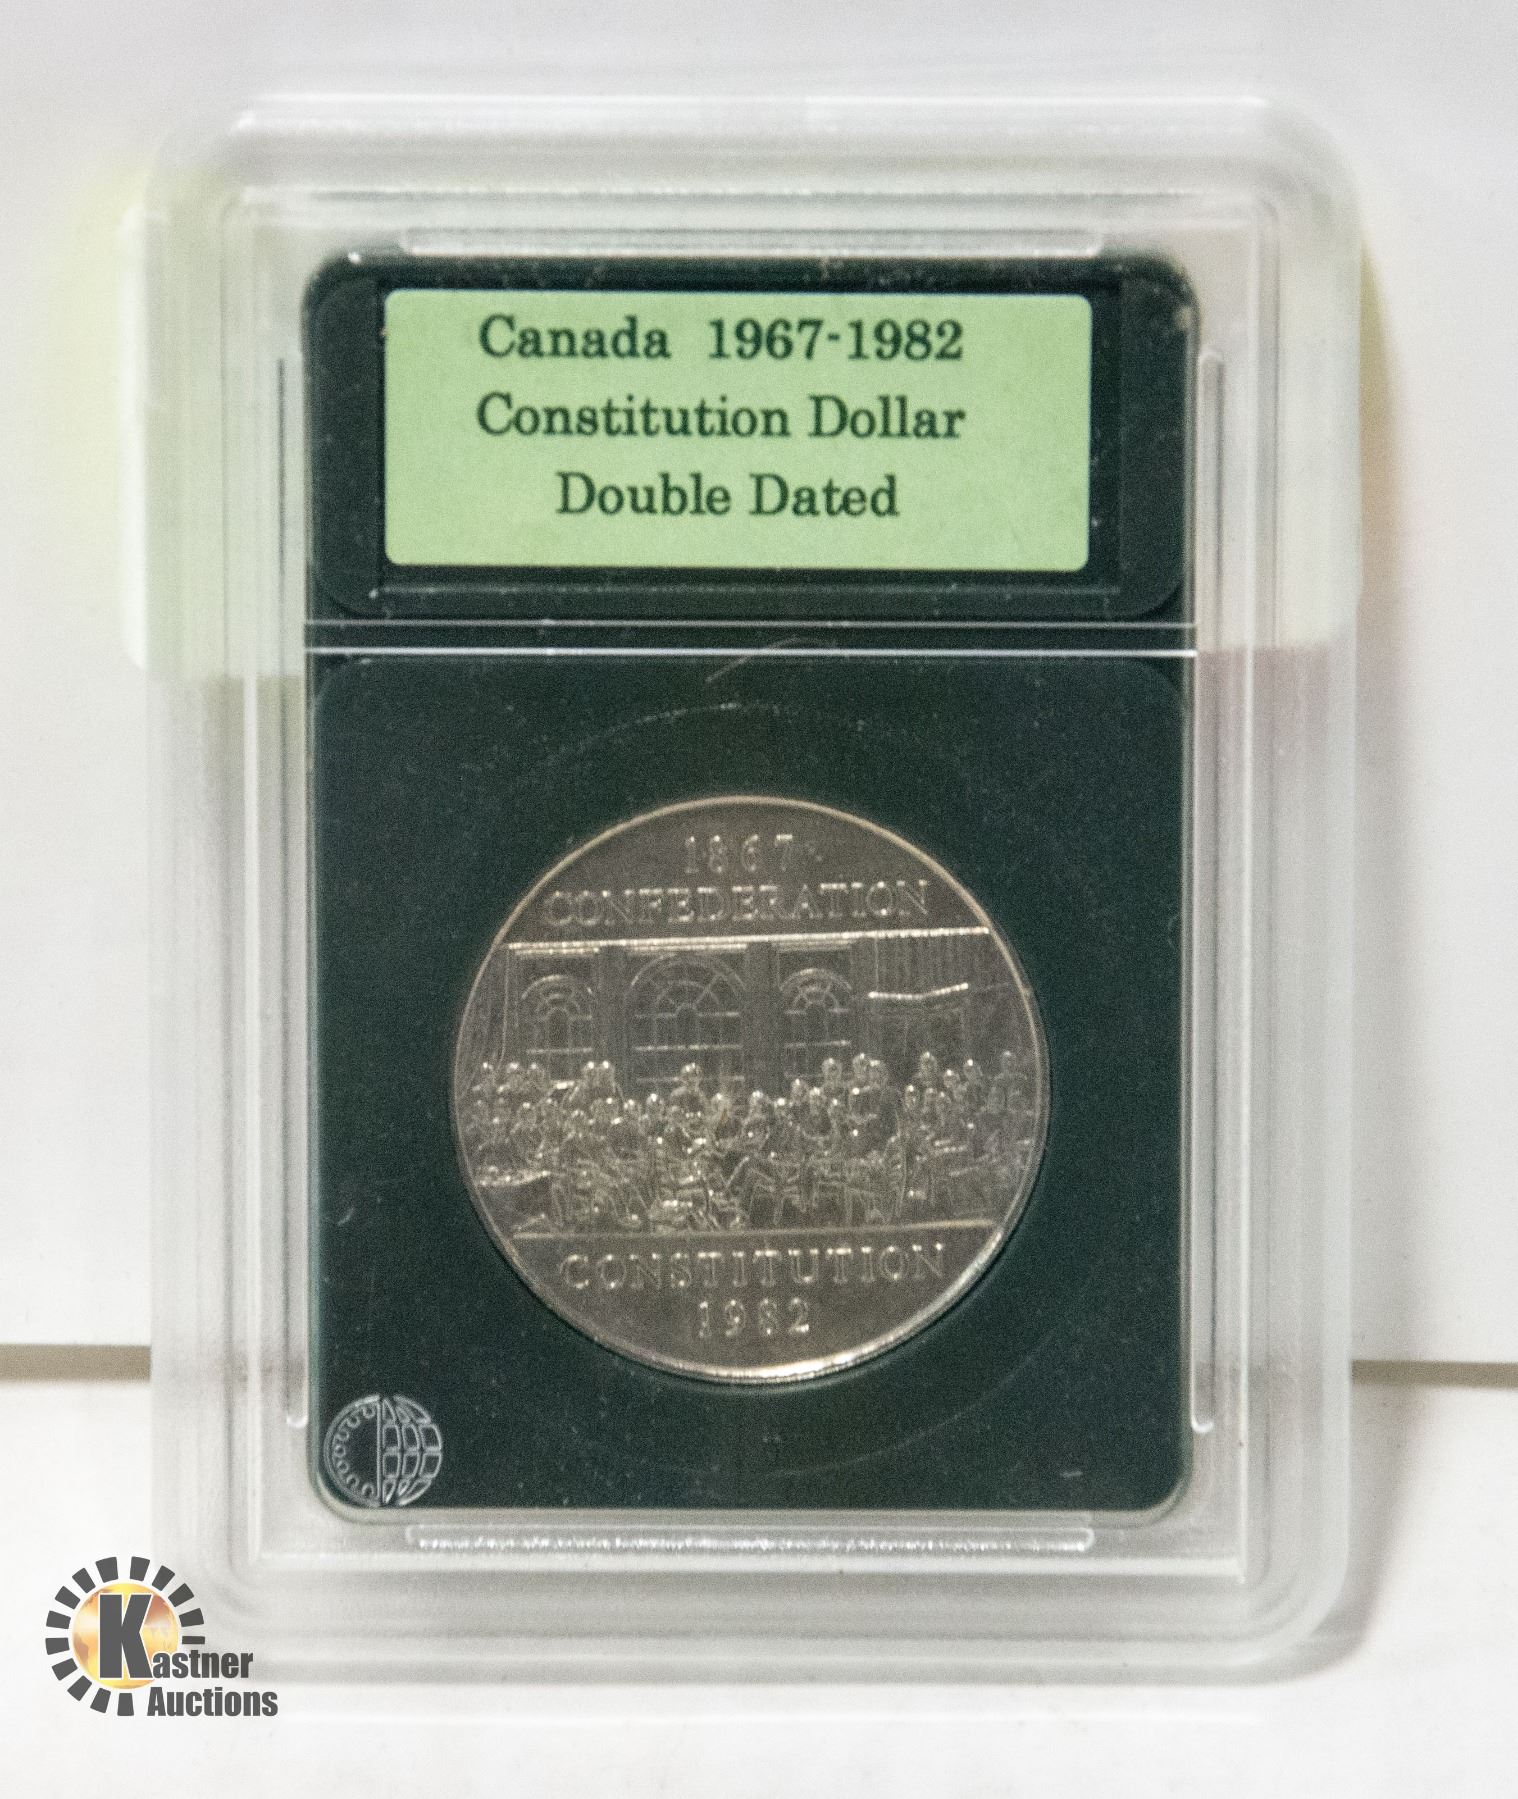 Canada 1967-1982
Constitution Dollar
Double Dated
1867
CONFEDERATION
CONSTITUTION
1982
Kastner
Auctions